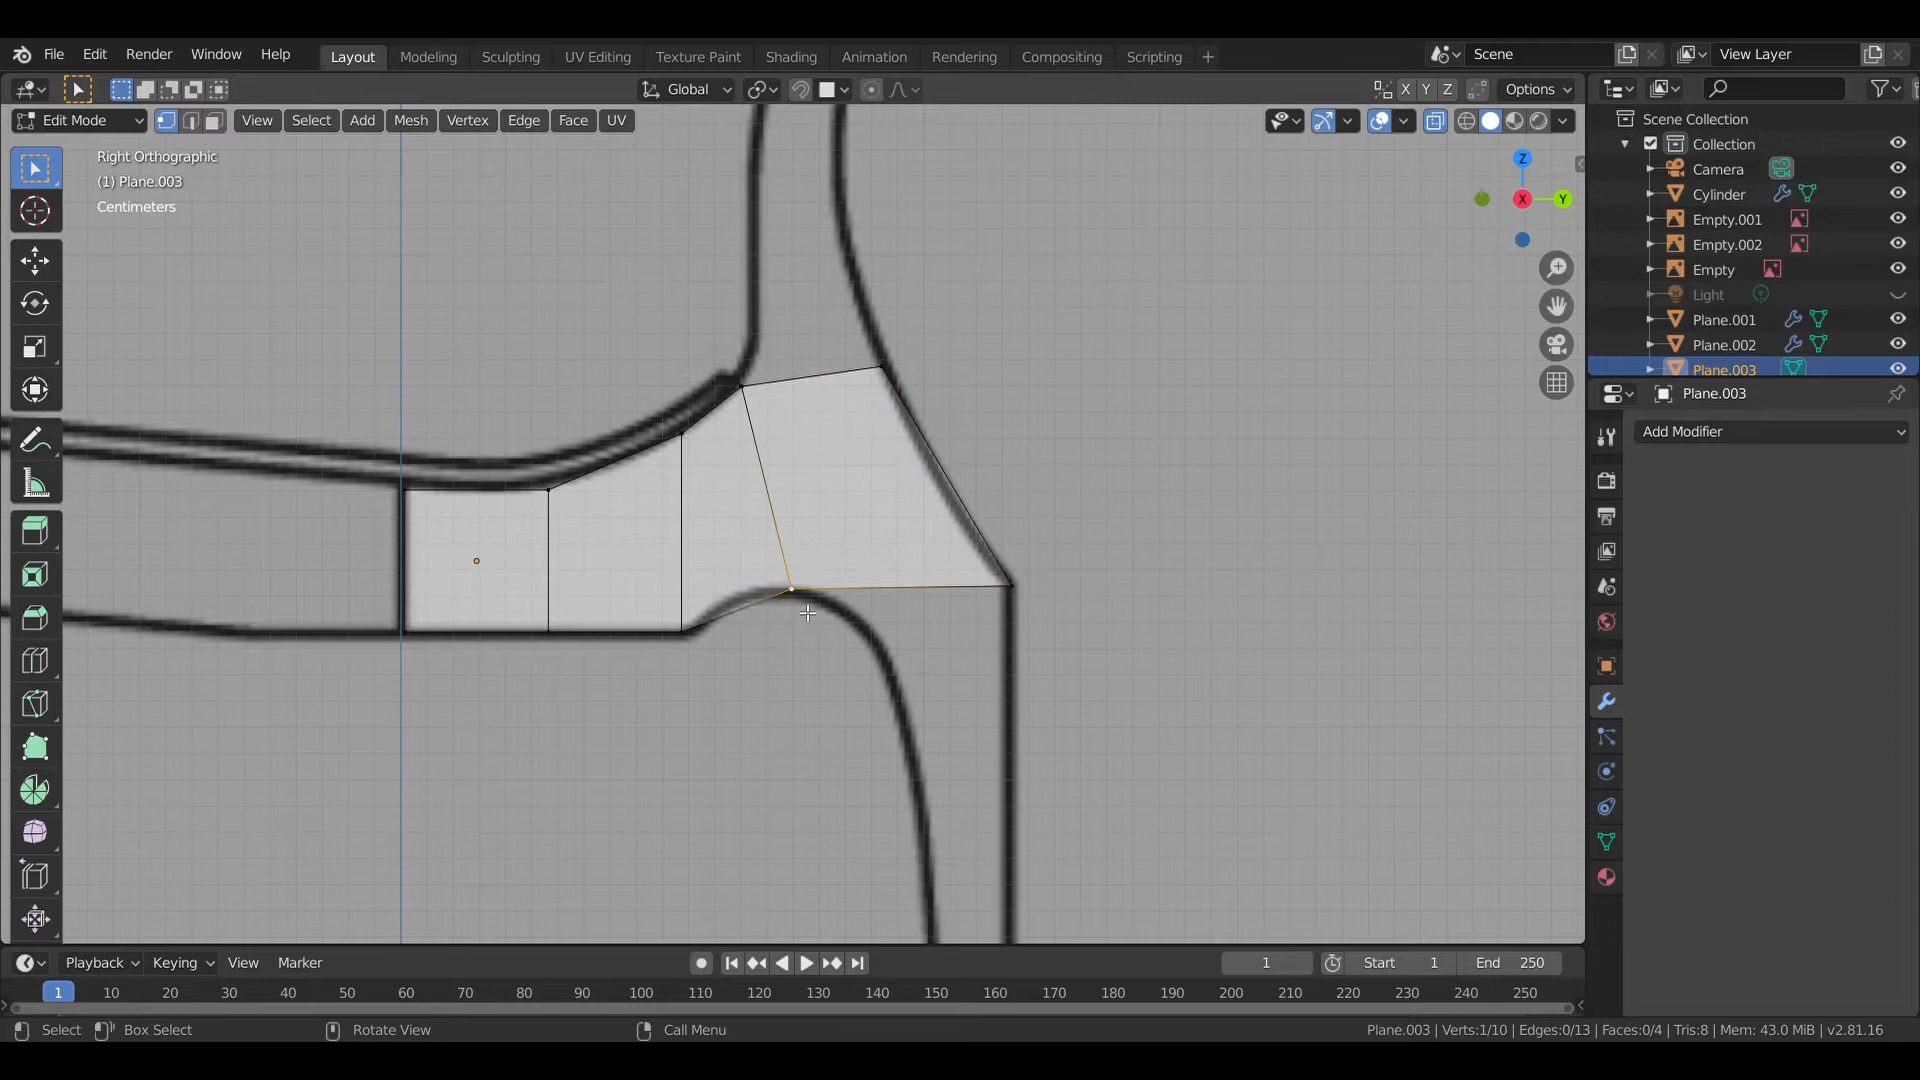 File Edit Render Window Help Layout Modeling Sculpting UV Editing Texture Paint Shading Animation Rendering Compositing Scripting + Scene View Layer
Global X Y Z Options
Edit Mode View Select Add Mesh Vertex Edge Face UV
Right Orthographic
(1) Plane.003
Centimeters
Z
X Y
Scene Collection
Collection
Camera
Cylinder
Empty.001
Empty.002
Empty
Light
Plane.001
Plane.002
Plane.003
Plane.003
Add Modifier
Playback Keying View Marker 1 Start 1 End 250
1 10 20 30 40 50 60 70 80 90 100 110 120 130 140 150 160 170 180 190 200 210 220 230 240 250
Select Box Select Rotate View Call Menu Plane.003 | Verts:1/10 | Edges:0/13 | Faces:0/4 | Tris:8 | Mem: 43.0 MiB | v2.81.16